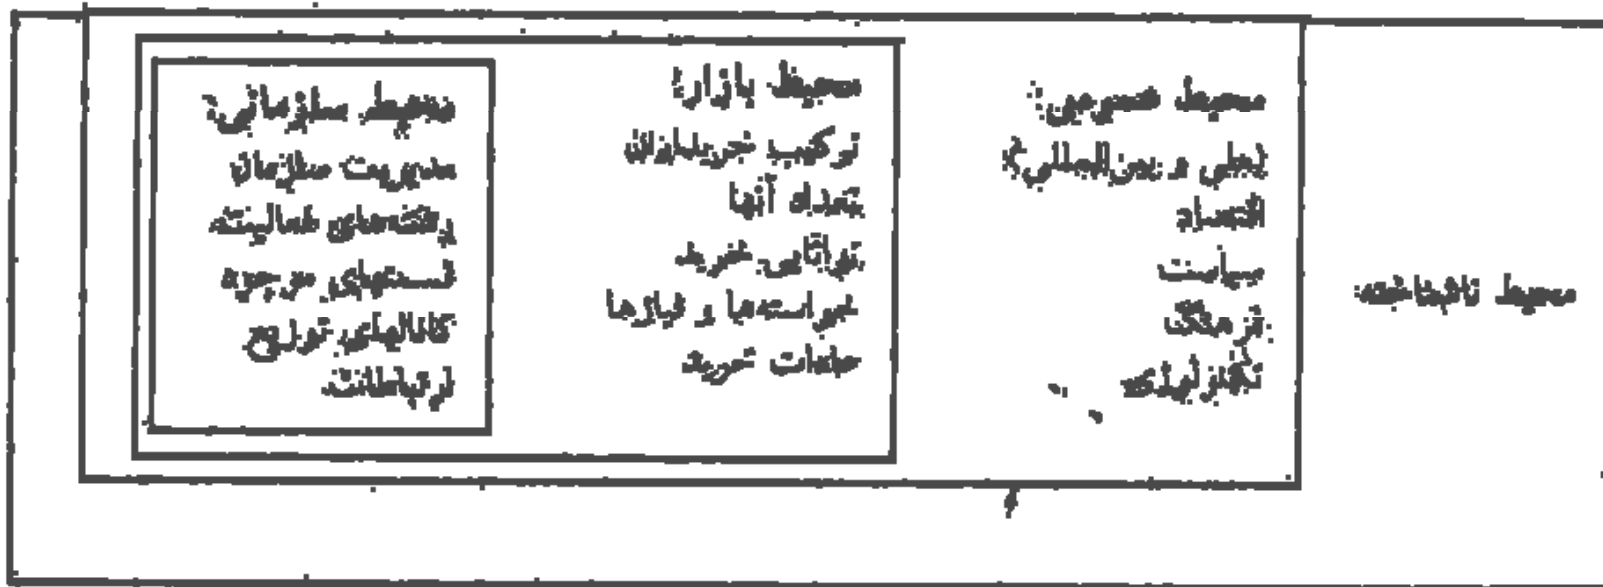 محیط ناشناخته
محیط عمومی:
(محلی و بین‌المللی)
اقتصاد
سیاست
فرهنگ
تکنولوژی
محیط بازار:
ترکیب خریداران
تعداد آنها
توانایی خرید
خواسته‌ها و نیازها
عادات خرید
محیط سازمانی:
مدیریت سازمان
رشته‌های فعالیت
موجود
کانالهای توزیع
ارتباطات